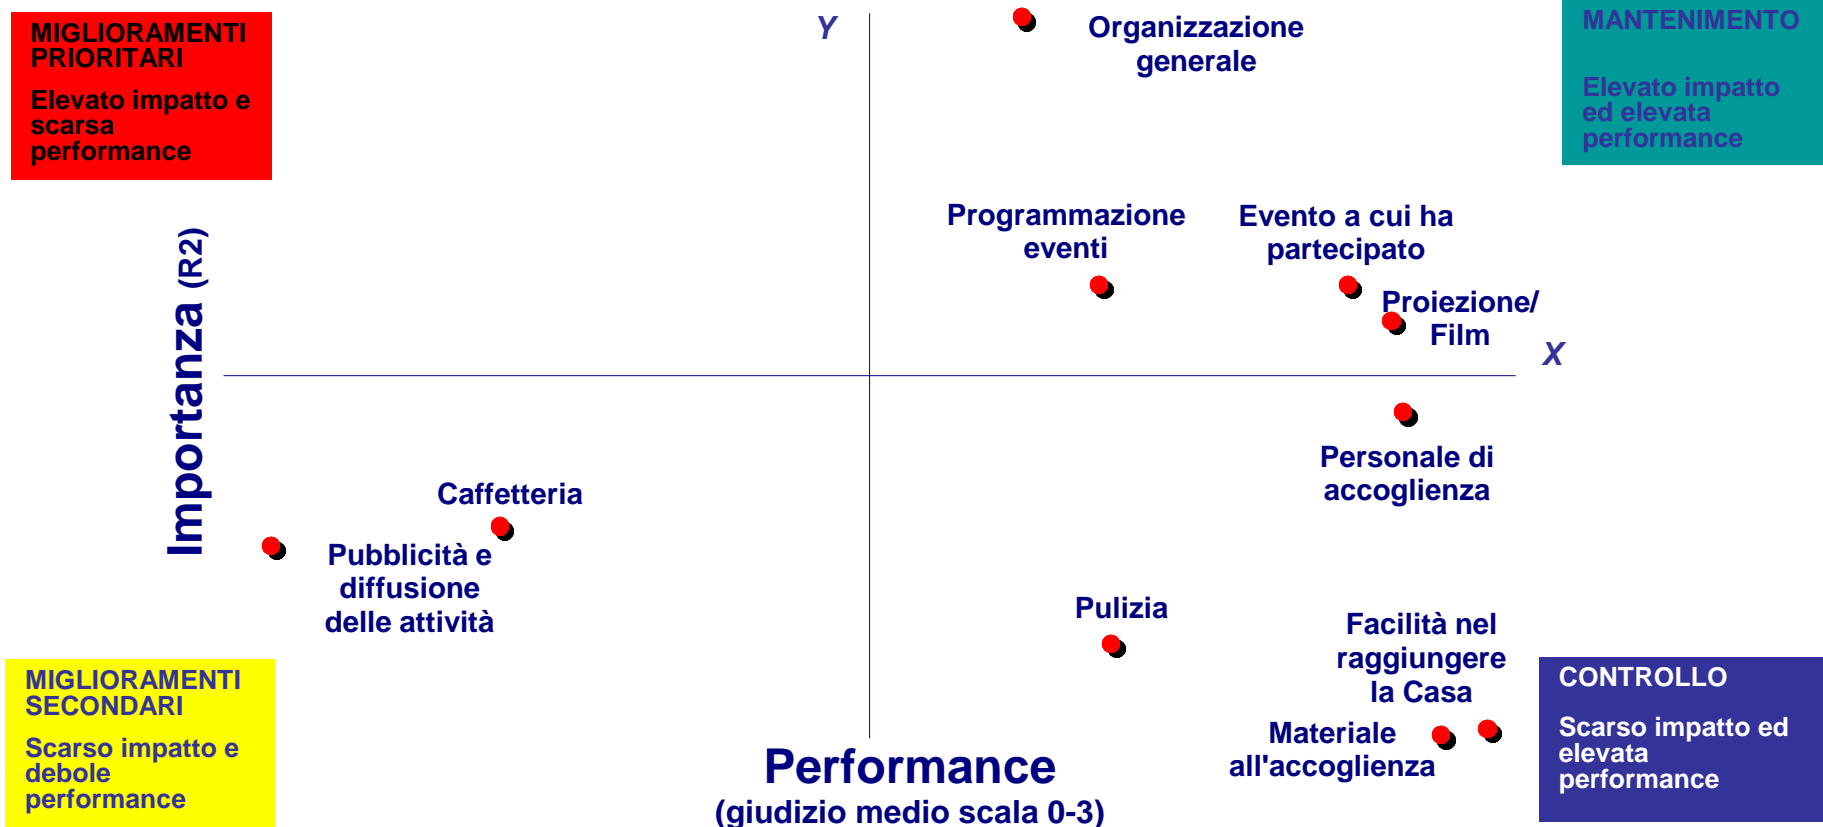 MIGLIORAMENTI
PRIORITARI
Elevato impatto e
scarsa
performance
Y
Organizzazione
generale
MANTENIMENTO
Elevato impatto
ed elevata
performance
Programmazione
eventi
Evento a cui ha
partecipato
Proiezione/
Film
X
Importanza (R2)
Personale di
accoglienza
Caffetteria
Pubblicità e
diffusione
delle attività
Pulizia
Facilità nel
raggiungere
la Casa
Materiale
all'accoglienza
MIGLIORAMENTI
SECONDARI
Scarso impatto e
debole
performance
Performance
(giudizio medio scala 0-3)
CONTROLLO
Scarso impatto ed
elevata
performance